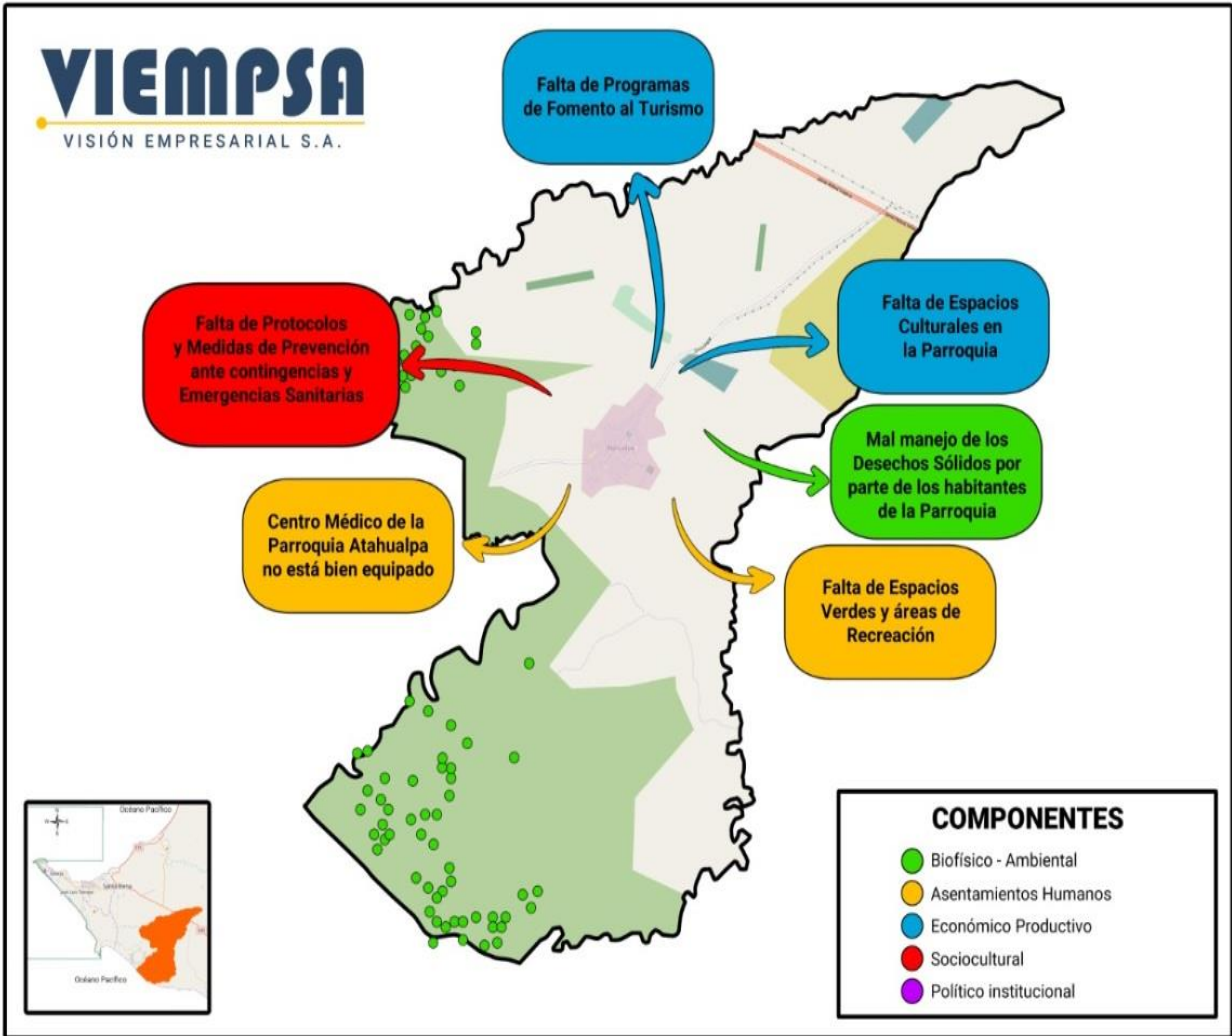 VIEMPSA
VISIÓN EMPRESARIAL S.A.
Falta de Programas
de Fomento al Turismo
Falta de Protocolos
y Medidas de Prevención
ante contingencias y
Emergencias Sanitarias
Falta de Espacios
Culturales en
la Parroquia
Mal manejo de los
Desechos Sólidos por
parte de los habitantes
de la Parroquia
Centro Médico de la
Parroquia Atahualpa
no está bien equipado
Falta de Espacios
Verdes y áreas de
Recreación
Océano Pacífico
N
Santa Elena
Océano Pacífico
COMPONENTES
Biofísico - Ambiental
Asentamientos Humanos
Económico Productivo
Sociocultural
Político institucional